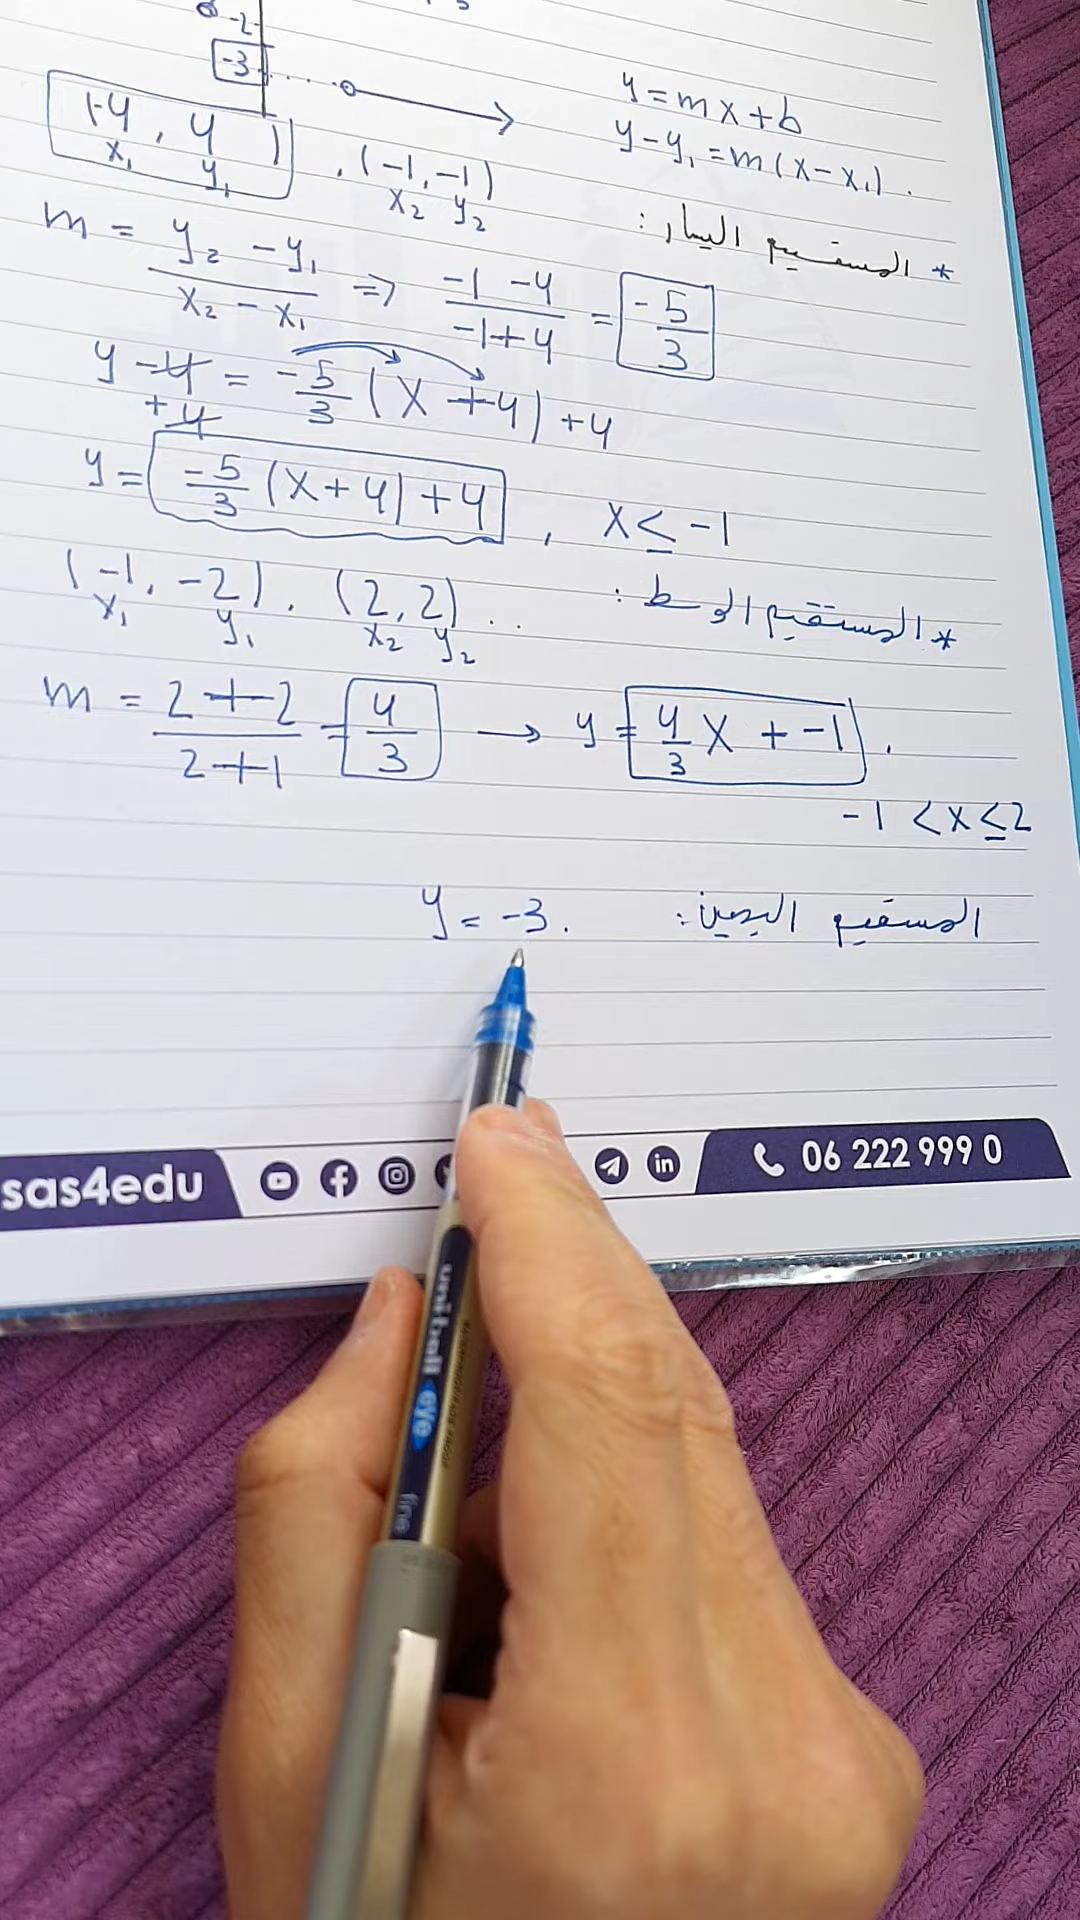 -2
-3
y = mx + b
y - y₁ = m(x - x₁).
(-4, 4)
x₁ y₁
, (-1, -1)
x₂ y₂
* المستقيم اليسار :
m = y₂ - y₁ / x₂ - x₁ ⇒ -1 - 4 / -1 + 4 = -5/3
y - 4 = -5/3 (x + 4) + 4
+4
y = -5/3 (x + 4) + 4 , x ≤ -1
* المستقيم الوسط :
(-1, -2), (2, 2)..
x₁ y₁ x₂ y₂
m = 2 + 2 / 2 + 1 = 4/3 → y = 4/3 x + -1.
-1 < x ≤ 2
المستقيم اليمين :
y = -3.
sas4edu
in
06 222 999 0
uni-ball eye
fine